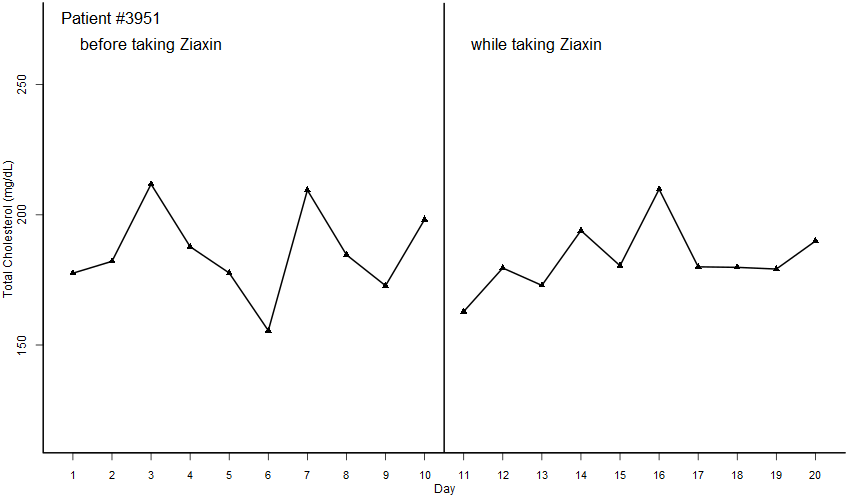 Patient #3951
before taking Ziaxin
while taking Ziaxin
Total Cholesterol (mg/dL)
250
200
150
1 2 3 4 5 6 7 8 9 10 11 12 13 14 15 16 17 18 19 20
Day